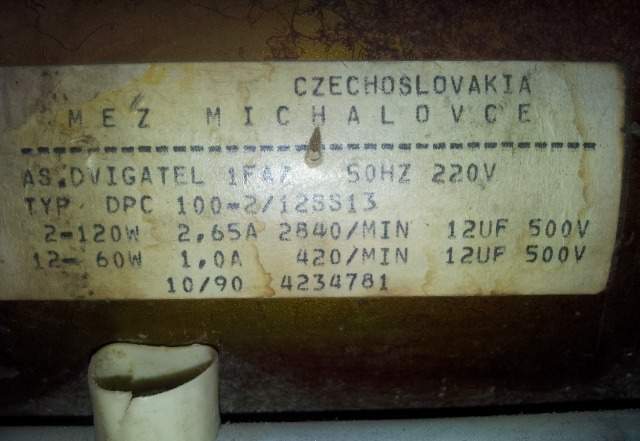 CZECHOSLOVAKIA
MEZ MICHALOVCE
AS.DVIGATEL 1FAZ 50HZ 220V
TYP DPC 100-2/12SS13
2-120W 2,65A 2840/MIN 12UF 500V
12- 60W 1,0A 420/MIN 12UF 500V
10/90 4234781